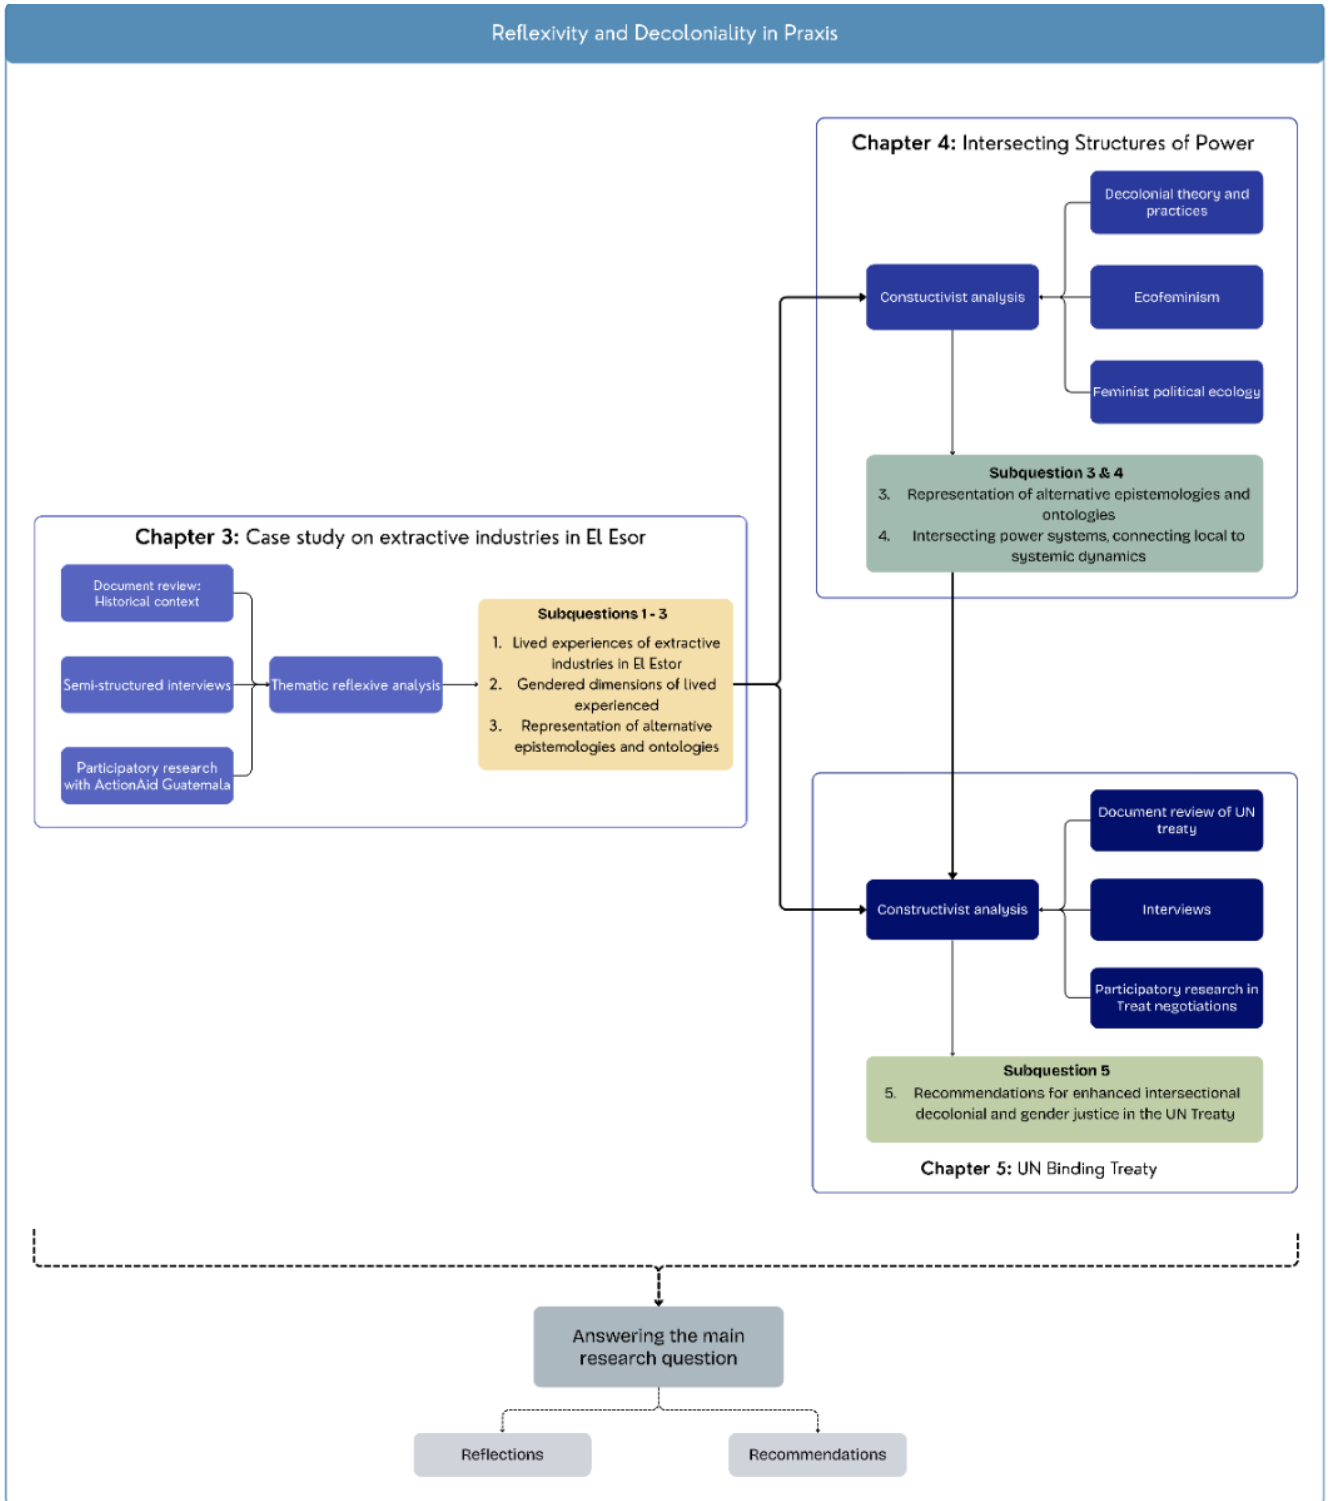 Reflexivity and Decoloniality in Praxis
Chapter 4: Intersecting Structures of Power
Decolonial theory and
practices
Constuctivist analysis
Ecofeminism
Feminist political ecology
Subquestion 3 & 4
3. Representation of alternative epistemologies and
ontologies
4. Intersecting power systems, connecting local to
systemic dynamics
Chapter 3: Case study on extractive industries in El Esor
Document review:
Historical context
Semi-structured interviews
Participatory research
with ActionAid Guatemala
Thematic reflexive analysis
Subquestions 1 - 3
1. Lived experiences of extractive
industries in El Estor
2. Gendered dimensions of lived
experienced
3. Representation of alternative
epistemologies and ontologies
Document review of UN
treaty
Constructivist analysis
Interviews
Participatory research in
Treat negotiations
Subquestion 5
5. Recommendations for enhanced intersectional
decolonial and gender justice in the UN Treaty
Chapter 5: UN Binding Treaty
Answering the main
research question
Reflections
Recommendations